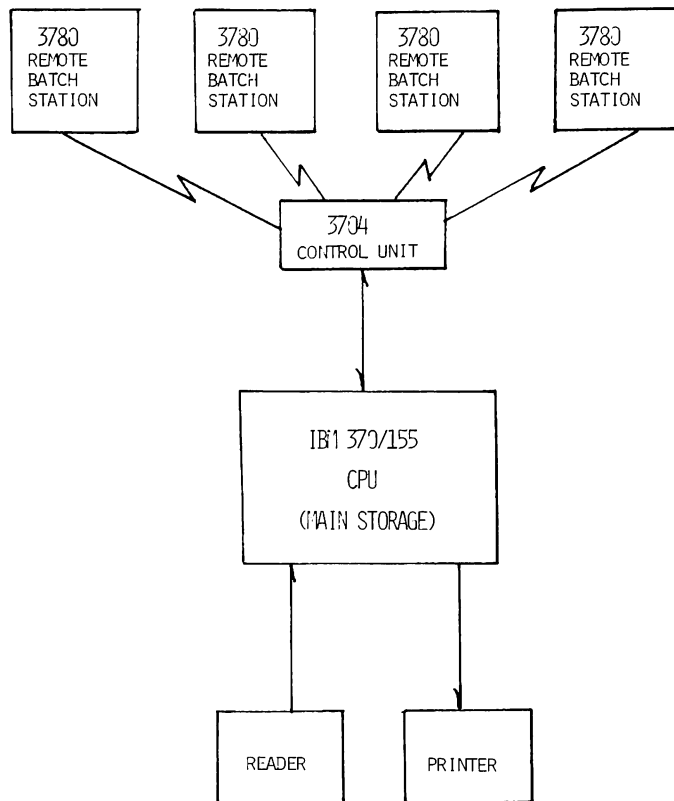 3780
REMOTE
BATCH
STATION
3780
REMOTE
BATCH
STATION
3780
REMOTE
BATCH
STATION
3780
REMOTE
BATCH
STATION
3704
CONTROL UNIT
IBM 370/155
CPU
(MAIN STORAGE)
READER
PRINTER